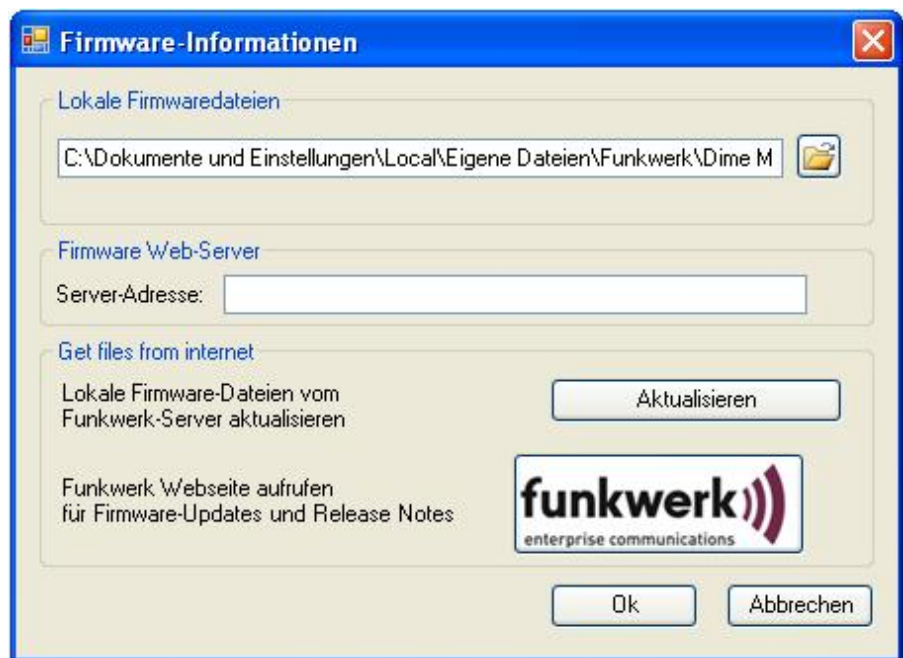 Firmware-Informationen
Lokale Firmwaredateien
C:\Dokumente und Einstellungen\Local\Eigene Dateien\Funkwerk\Dime M
Firmware Web-Server
Server-Adresse:
Get files from internet
Lokale Firmware-Dateien vom
Funkwerk-Server aktualisieren
Aktualisieren
Funkwerk Webseite aufrufen
für Firmware-Updates und Release Notes
funkwerk
enterprise communications
Ok
Abbrechen